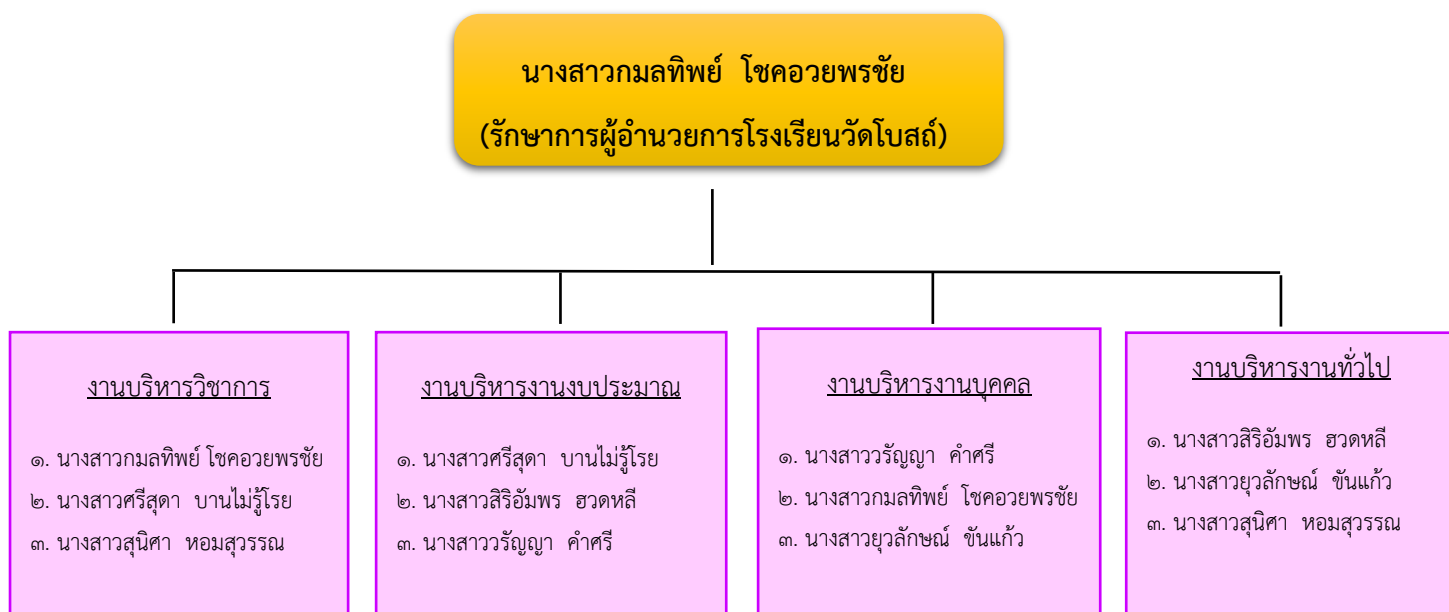 นางสาวกมลทิพย์ โชคอวยพรชัย
(รักษาการผู้อำนวยการโรงเรียนวัดโบสถ์)
งานบริหารวิชาการ
๑. นางสาวกมลทิพย์ โชคอวยพรชัย
๒. นางสาวศรีสุดา บานไม่รู้โรย
๓. นางสาวสุนิศา หอมสุวรรณ
งานบริหารงานงบประมาณ
๑. นางสาวศรีสุดา บานไม่รู้โรย
๒. นางสาวสิริอัมพร ฮวดหลี
๓. นางสาววรัญญา คำศรี
งานบริหารงานบุคคล
๑. นางสาววรัญญา คำศรี
๒. นางสาวกมลทิพย์ โชคอวยพรชัย
๓. นางสาวยุวลักษณ์ ขันแก้ว
งานบริหารงานทั่วไป
๑. นางสาวสิริอัมพร ฮวดหลี
๒. นางสาวยุวลักษณ์ ขันแก้ว
๓. นางสาวสุนิศา หอมสุวรรณ